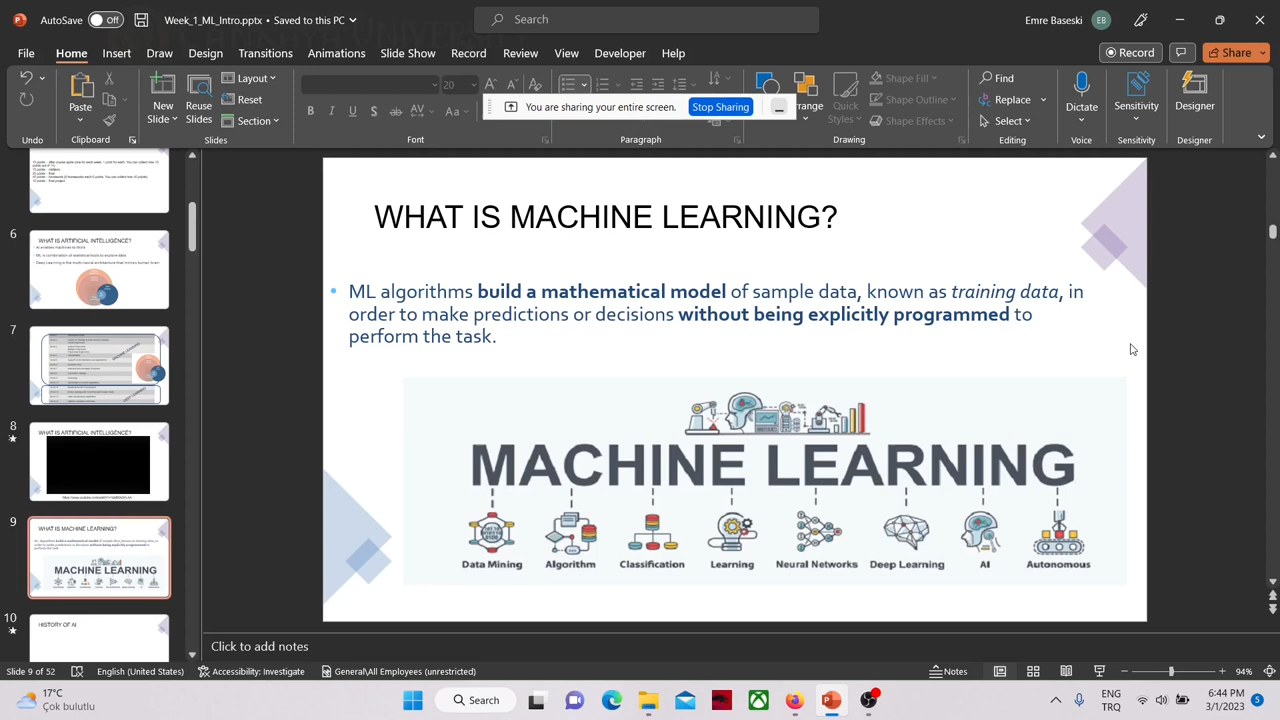 AutoSave Off Week_1_ML_Intro.pptx • Saved to this PC Search Emre Baseski EB
File Home Insert Draw Design Transitions Animations Slide Show Record Review View Developer Help Record Share
Paste New Slide Reuse Slides Layout Reset Section 20 Shape Fill Shape Outline Shape Effects Quick Styles Find Replace Select Dictate Sensitivity Designer
You are sharing your entire screen. Stop Sharing
Undo Clipboard Slides Font Paragraph Drawing Editing Voice Sensitivity Designer
6
WHAT IS ARTIFICIAL INTELLIGENCE?
7
8
WHAT IS ARTIFICIAL INTELLIGENCE?
9
WHAT IS MACHINE LEARNING?
MACHINE LEARNING
10
HISTORY OF AI
WHAT IS MACHINE LEARNING?
• ML algorithms build a mathematical model of sample data, known as training data, in
order to make predictions or decisions without being explicitly programmed to
perform the task.
MACHINE LEARNING
Data Mining Algorithm Classification Learning Neural Networks Deep Learning AI Autonomous
Click to add notes
Slide 9 of 52 English (United States) Accessibility: Investigate General\All Employees (unrestricted) Notes 94%
17°C
Çok bulutlu
Search
ENG
TRQ
6:44 PM
3/1/2023
5